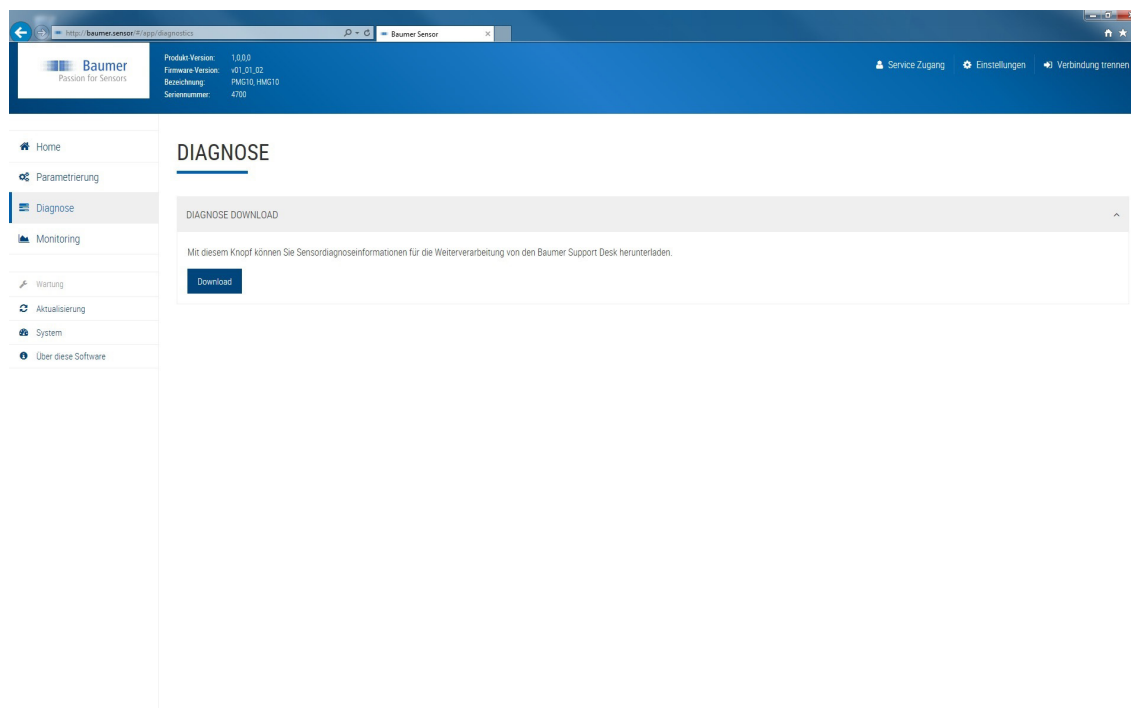 http://baumer.sensor/#/app/diagnostics
Baumer Sensor
Baumer
Passion for Sensors
Produkt-Version: 1,0,0,0
Firmware-Version: v01_01_02
Bezeichnung: PMG10, HMG10
Seriennummer: 4700
Service Zugang
Einstellungen
Verbindung trennen
Home
Parametrierung
Diagnose
Monitoring
Wartung
Aktualisierung
System
Über diese Software
DIAGNOSE
DIAGNOSE DOWNLOAD
Mit diesem Knopf können Sie Sensordiagnoseinformationen für die Weiterverarbeitung von den Baumer Support Desk herunterladen.
Download